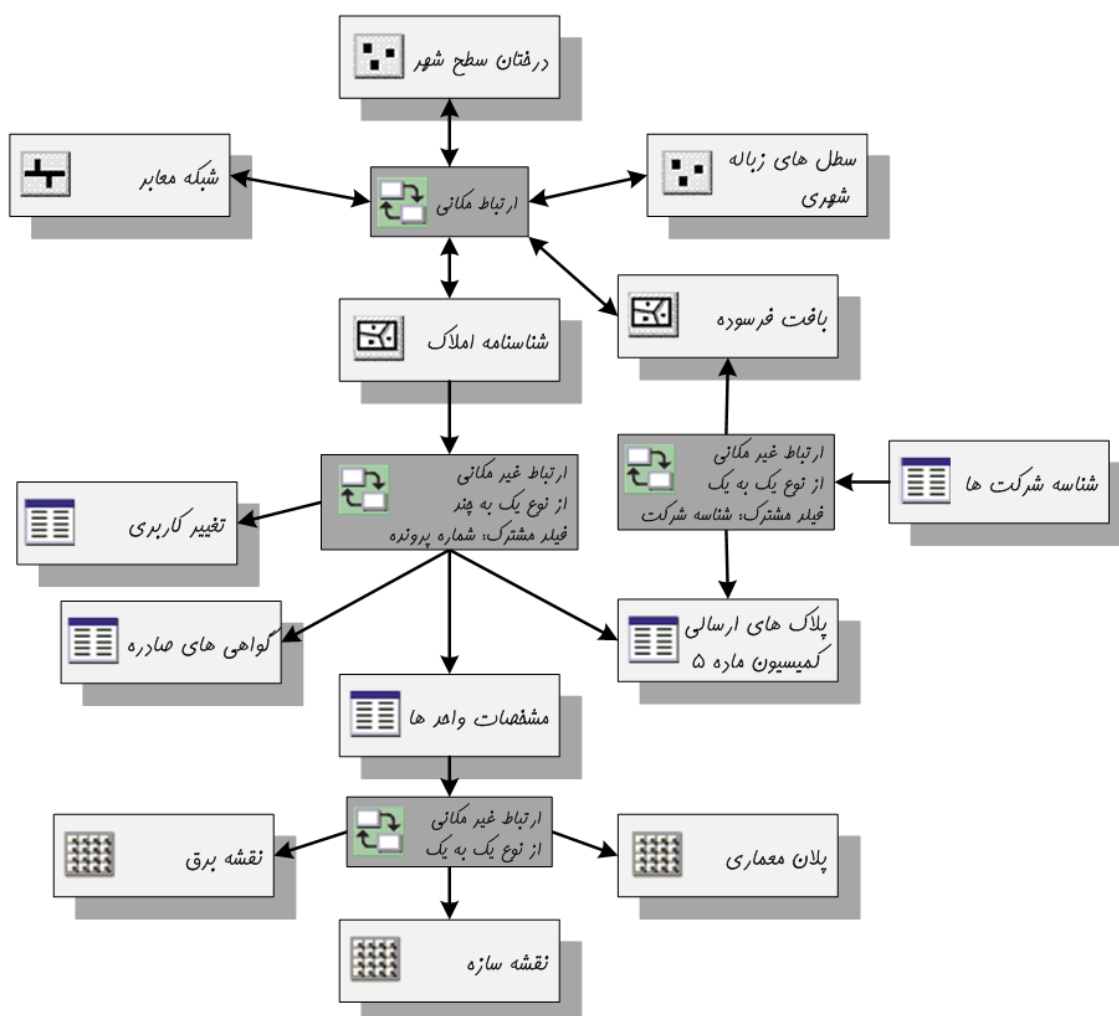 درختان سطح شهر
شبکه معابر
سطل های زباله
شهری
ارتباط مکانی
بافت فرسوده
شناسنامه املاک
ارتباط غیر مکانی
از نوع یک به یک
فیلد مشترک: شناسه شرکت
شناسه شرکت ها
ارتباط غیر مکانی
از نوع یک به چند
فیلد مشترک: شماره پرونده
تغییر کاربری
گواهی های صادره
پلاک های ارسالی
کمیسیون ماده ۵
مشخصات واحد ها
ارتباط غیر مکانی
از نوع یک به یک
نقشه برق
پلان معماری
نقشه سازه